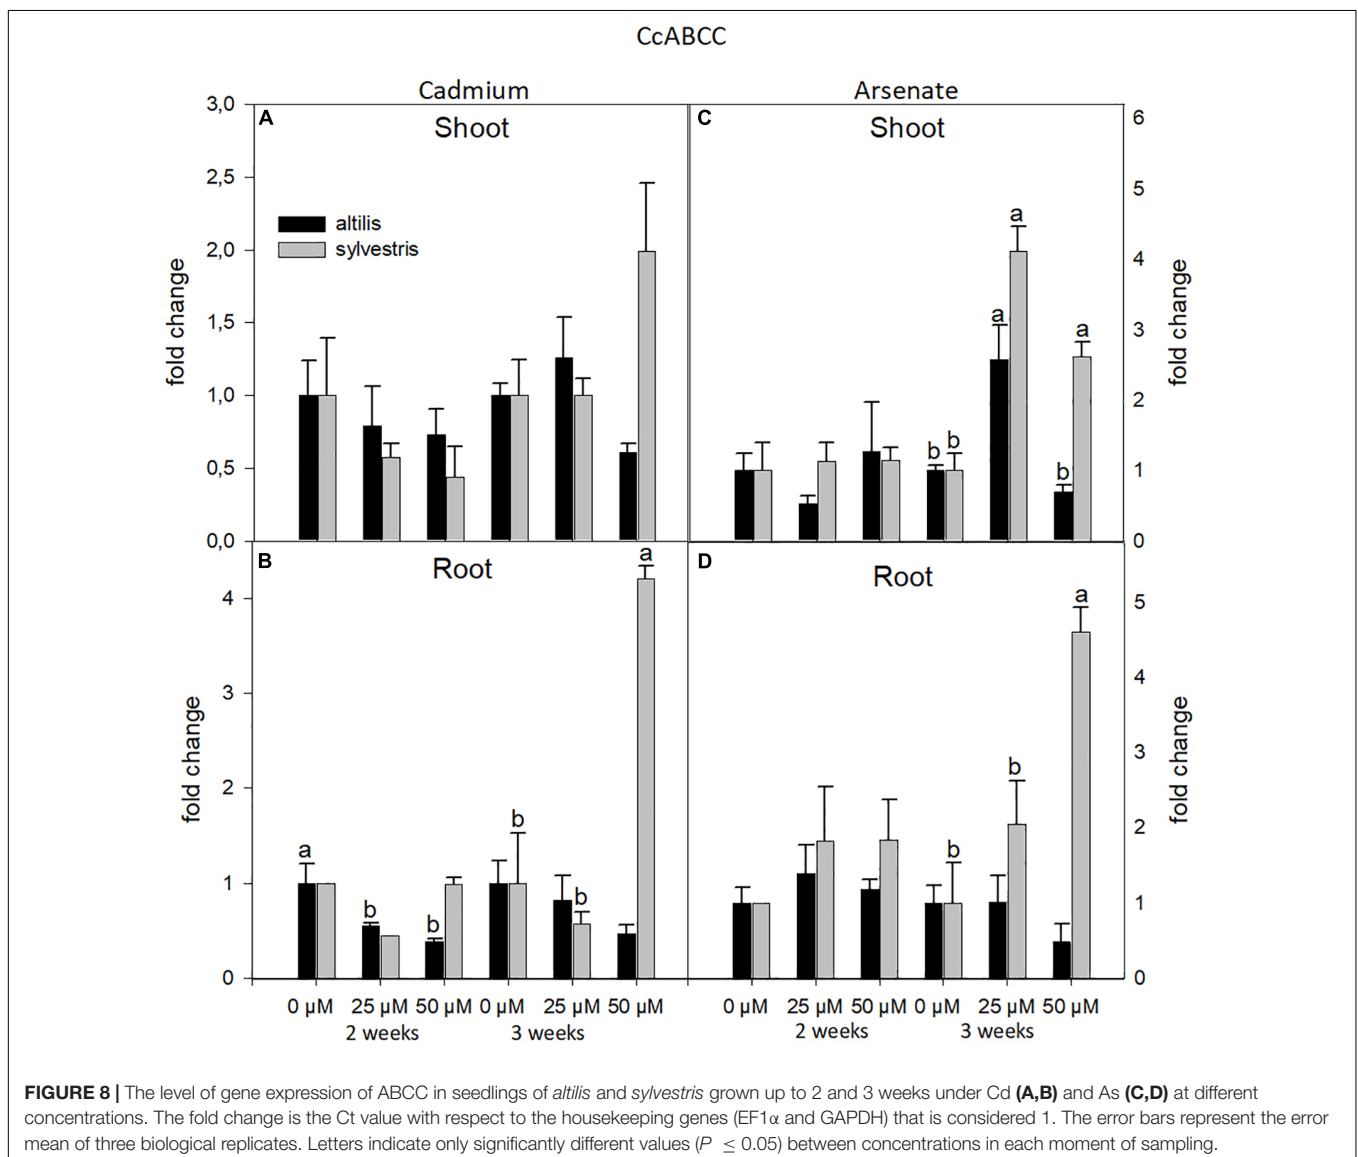 CcABCC
Cadmium
Arsenate
A
Shoot
C
Shoot
altilis
sylvestris
3,0
2,5
2,0
1,5
1,0
0,5
0,0
fold change
6
5
4
3
2
1
0
fold change
a
a
b
b
b
a
B
Root
D
Root
4
3
2
1
0
fold change
5
4
3
2
1
0
fold change
a
b
b
b
b
a
b
b
a
0 µM 25 µM 50 µM 0 µM 25 µM 50 µM
2 weeks 3 weeks
0 µM 25 µM 50 µM 0 µM 25 µM 50 µM
2 weeks 3 weeks
FIGURE 8 | The level of gene expression of ABCC in seedlings of altilis and sylvestris grown up to 2 and 3 weeks under Cd (A,B) and As (C,D) at different
concentrations. The fold change is the Ct value with respect to the housekeeping genes (EF1α and GAPDH) that is considered 1. The error bars represent the error
mean of three biological replicates. Letters indicate only significantly different values (P ≤ 0.05) between concentrations in each moment of sampling.